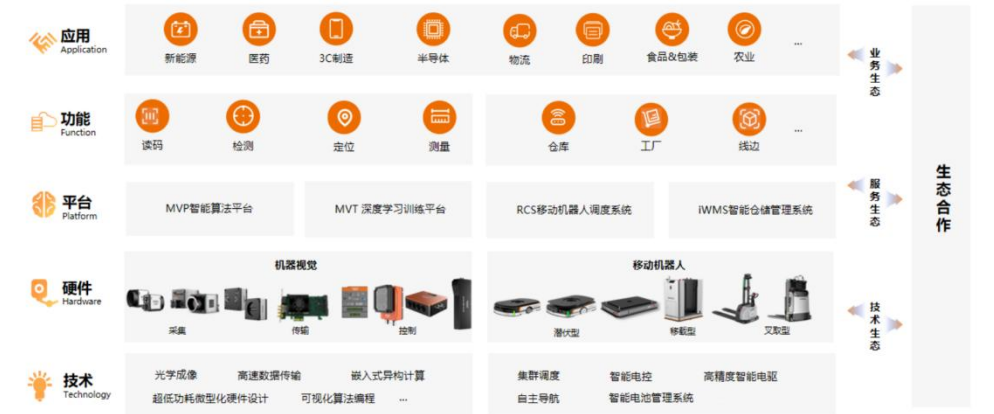 应用
Application
新能源
医药
3C制造
半导体
物流
印刷
食品&包装
农业
...
功能
Function
读码
检测
定位
测量
仓库
工厂
线边
...
平台
Platform
MVP智能算法平台
MVT 深度学习训练平台
RCS移动机器人调度系统
iWMS智能仓储管理系统
硬件
Hardware
机器视觉
采集
传输
控制
移动机器人
潜伏型
移载型
叉取型
技术
Technology
光学成像
高速数据传输
嵌入式异构计算
超低功耗微型化硬件设计
可视化算法编程
...
集群调度
智能电控
高精度智能电驱
自主导航
智能电池管理系统
业务生态
服务生态
技术生态
生态合作